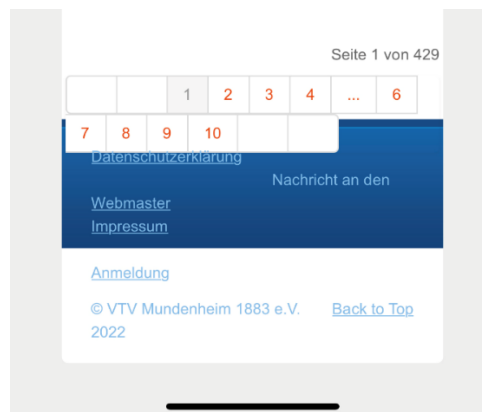 Seite 1 von 429
1 2 3 4 ... 6
7 8 9 10
Datenschutzerklärung
Nachricht an den
Webmaster
Impressum
Anmeldung
© VTV Mundenheim 1883 e.V. Back to Top
2022